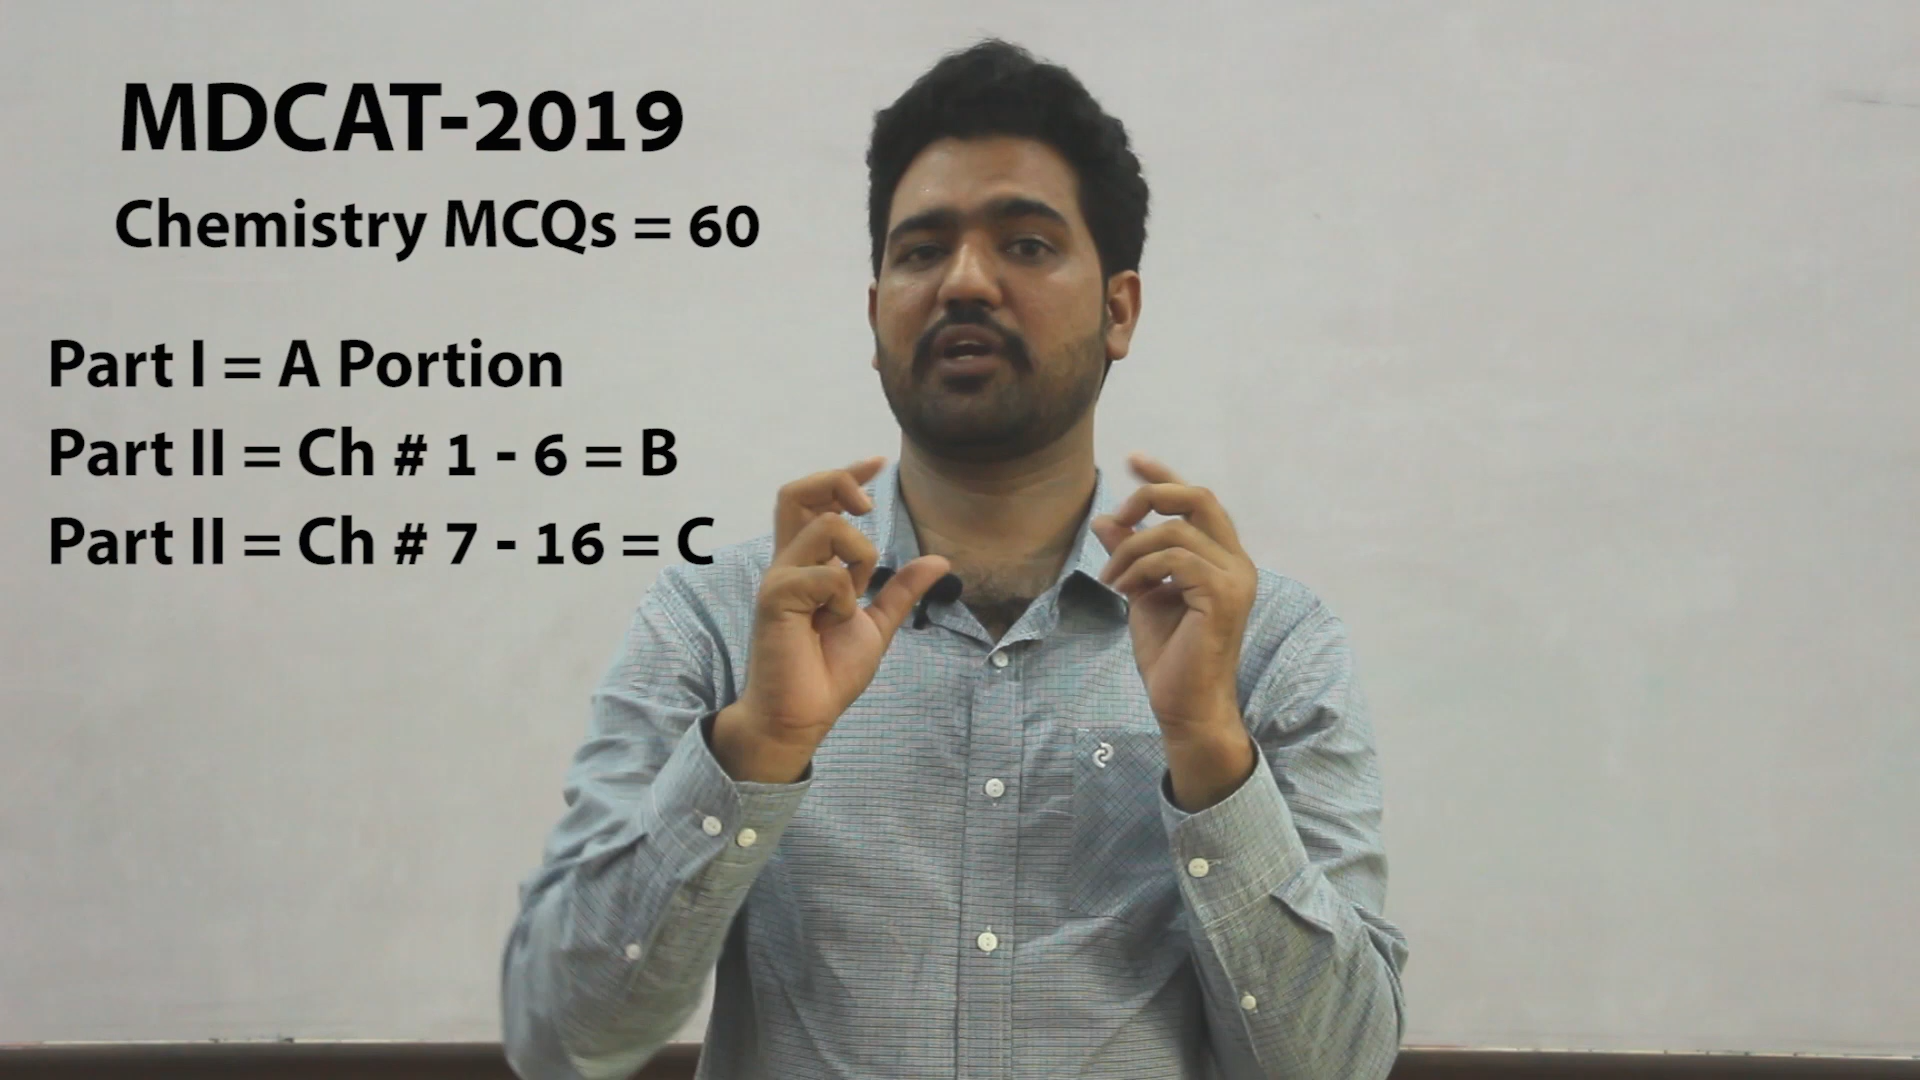 MDCAT-2019
Chemistry MCQs = 60
Part I = A Portion
Part II = Ch # 1 - 6 = B
Part II = Ch # 7 - 16 = C